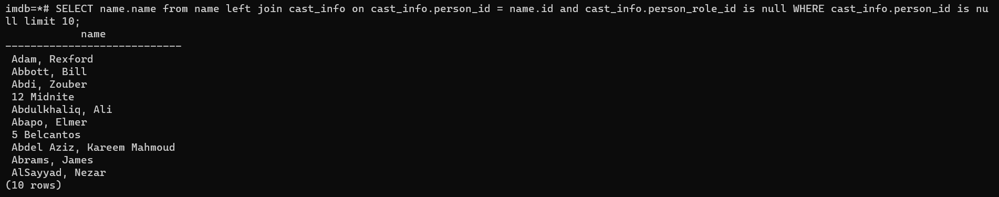 imdb=*# SELECT name.name from name left join cast_info on cast_info.person_id = name.id and cast_info.person_role_id is null WHERE cast_info.person_id is nu
ll limit 10;
name
----------------------------
Adam, Rexford
Abbott, Bill
Abdi, Zouber
12 Midnite
Abdulkhaliq, Ali
Abapo, Elmer
5 Belcantos
Abdel Aziz, Kareem Mahmoud
Abrams, James
AlSayyad, Nezar
(10 rows)